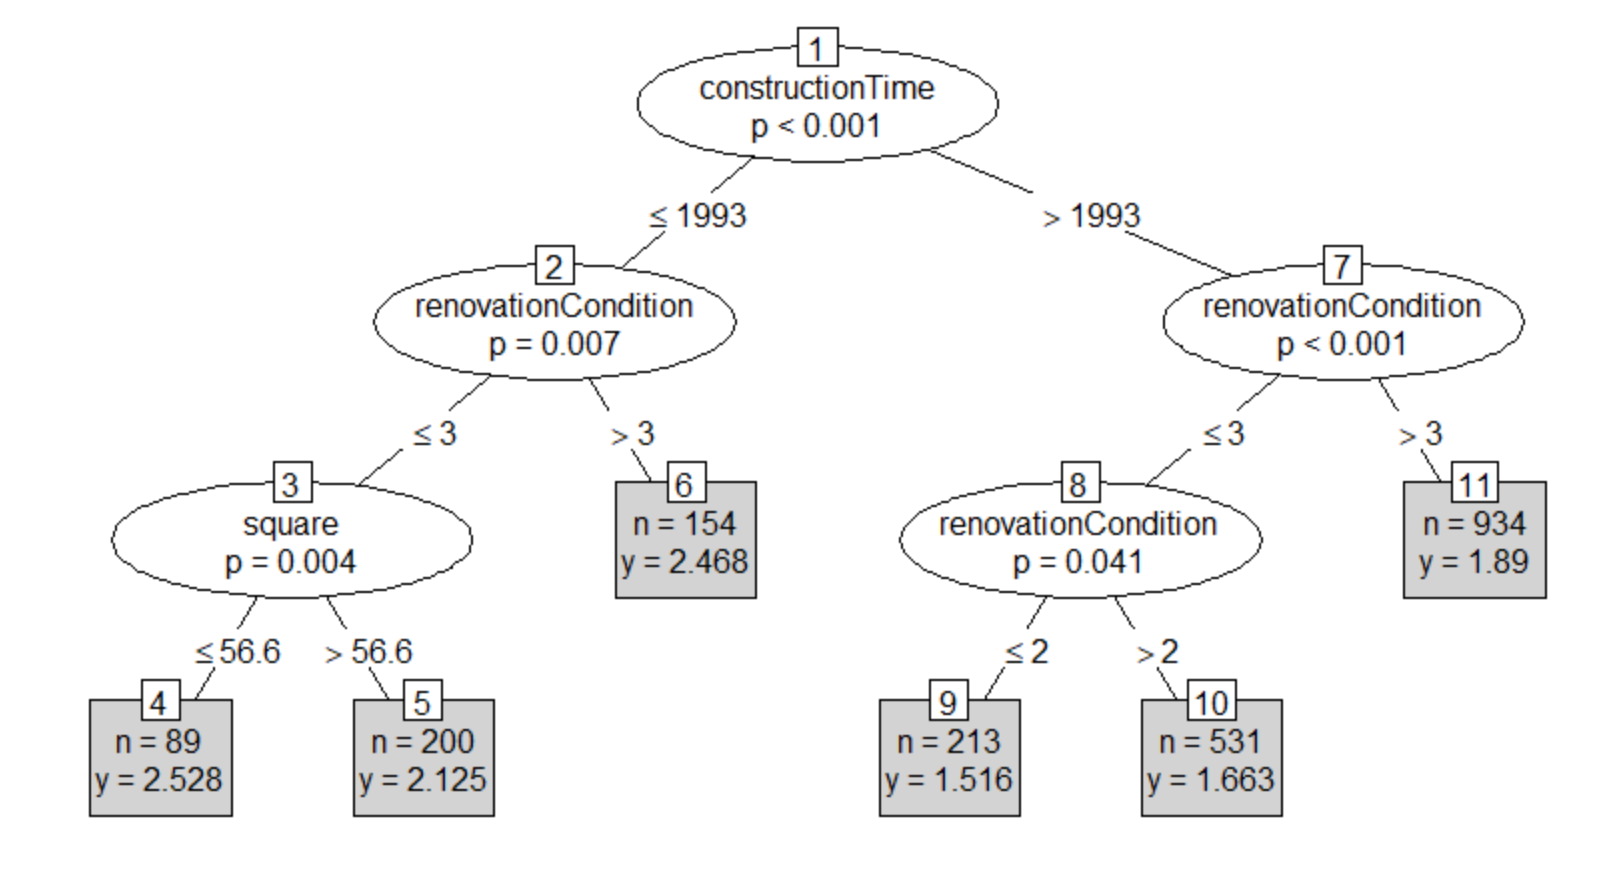 1
constructionTime
p < 0.001
≤ 1993
> 1993
2
renovationCondition
p = 0.007
7
renovationCondition
p < 0.001
≤ 3
> 3
≤ 3
> 3
3
square
p = 0.004
6
n = 154
y = 2.468
8
renovationCondition
p = 0.041
11
n = 934
y = 1.89
≤ 56.6
> 56.6
≤ 2
> 2
4
n = 89
y = 2.528
5
n = 200
y = 2.125
9
n = 213
y = 1.516
10
n = 531
y = 1.663